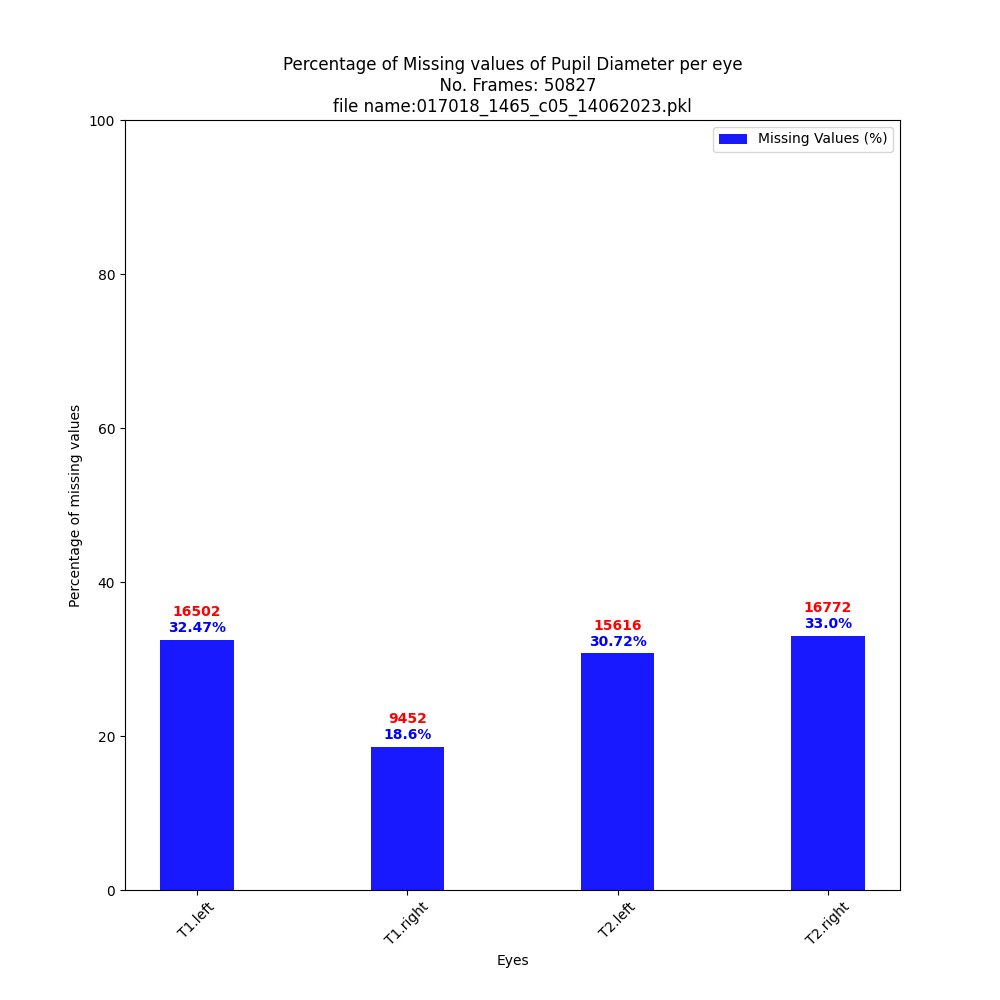 Percentage of Missing values of Pupil Diameter per eye
No. Frames: 50827
file name:017018_1465_c05_14062023.pkl
Missing Values (%)
100
80
60
40
20
0
Percentage of missing values
16502
32.47%
9452
18.6%
15616
30.72%
16772
33.0%
T1.left
T1.right
T2.left
T2.right
Eyes